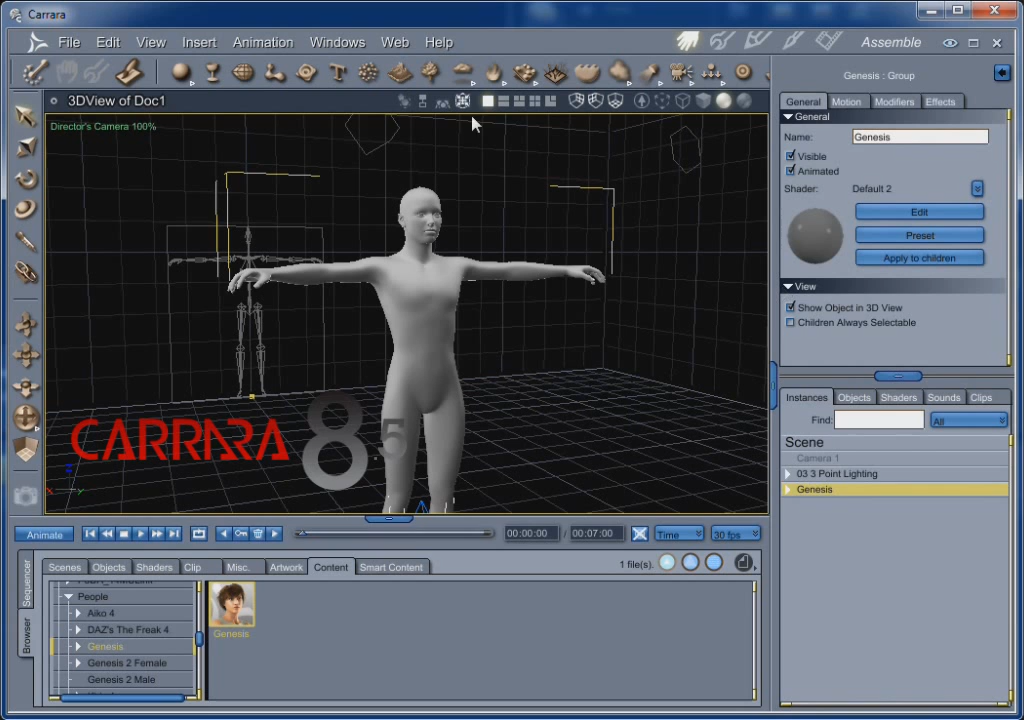 Carrara
File Edit View Insert Animation Windows Web Help
Assemble
3DView of Doc1
Director's Camera 100%
CARRARA 8.5
Genesis : Group
General Motion Modifiers Effects
General
Name: Genesis
Visible
Animated
Shader: Default 2
Edit
Preset
Apply to children
View
Show Object in 3D View
Children Always Selectable
Instances Objects Shaders Sounds Clips
Find: All
Scene
Camera 1
03 3 Point Lighting
Genesis
Animate 00:00:00 / 00:07:00 Time 30 fps
Sequencer
Browser
Scenes Objects Shaders Clip Misc. Artwork Content Smart Content 1 file(s).
People
Aiko 4
DAZ's The Freak 4
Genesis
Genesis 2 Female
Genesis 2 Male
Genesis